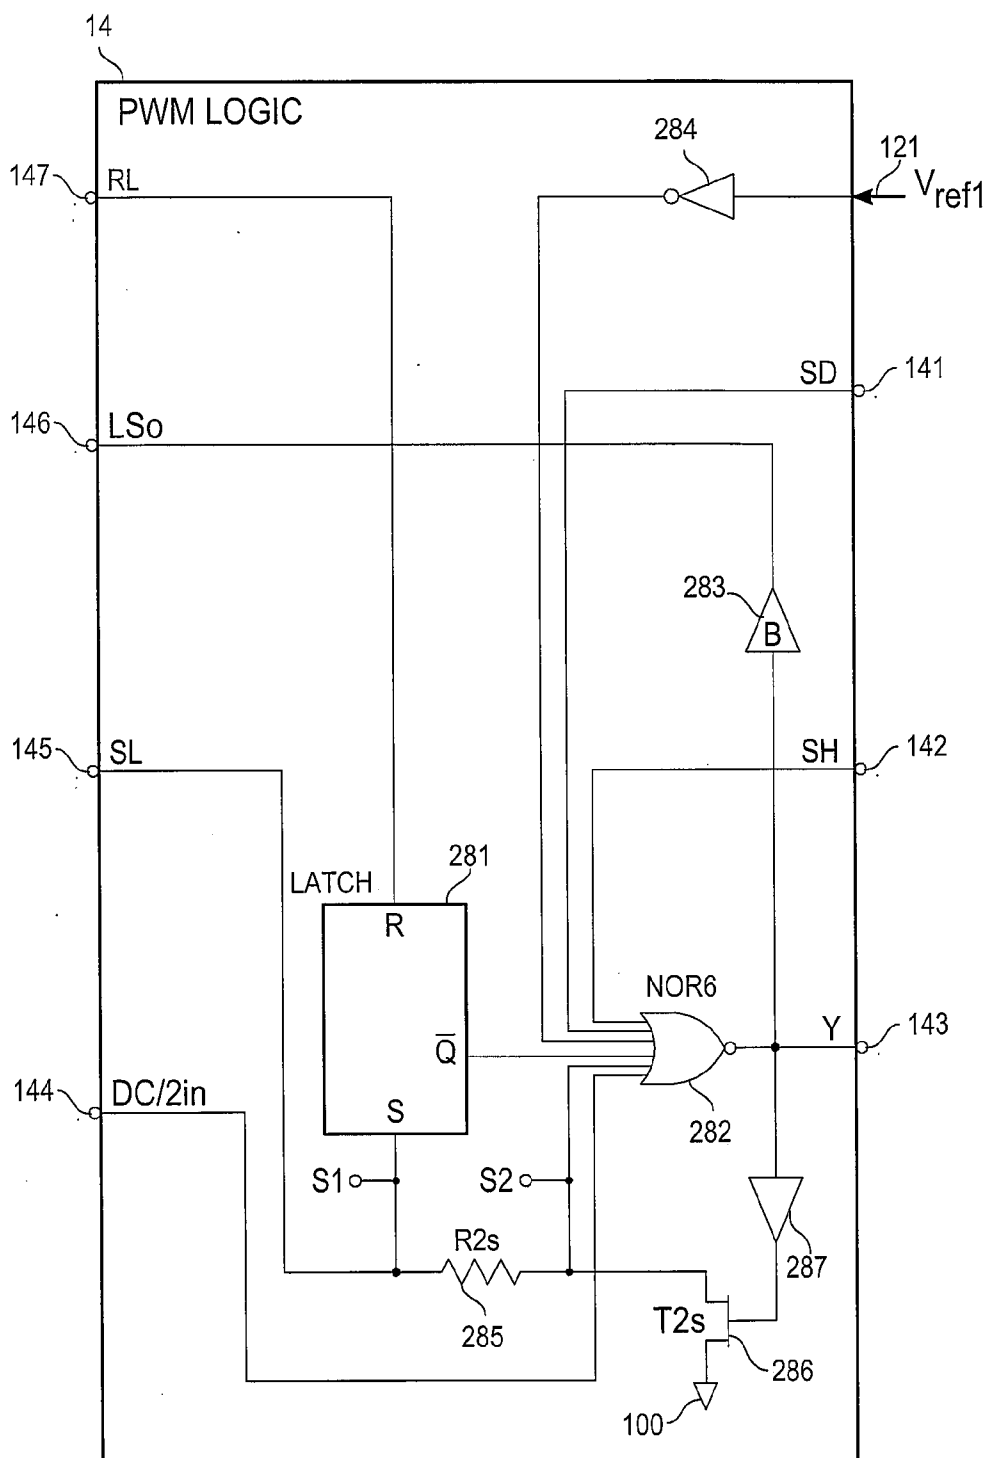 14
PWM LOGIC
284
121
147
RL
Vref1
SD
141
146
LSo
283
B
145
SL
SH
142
LATCH
281
R
NOR6
Q̅
Y
143
144
DC/2in
S
282
S1
S2
R2s
287
285
T2s
286
100